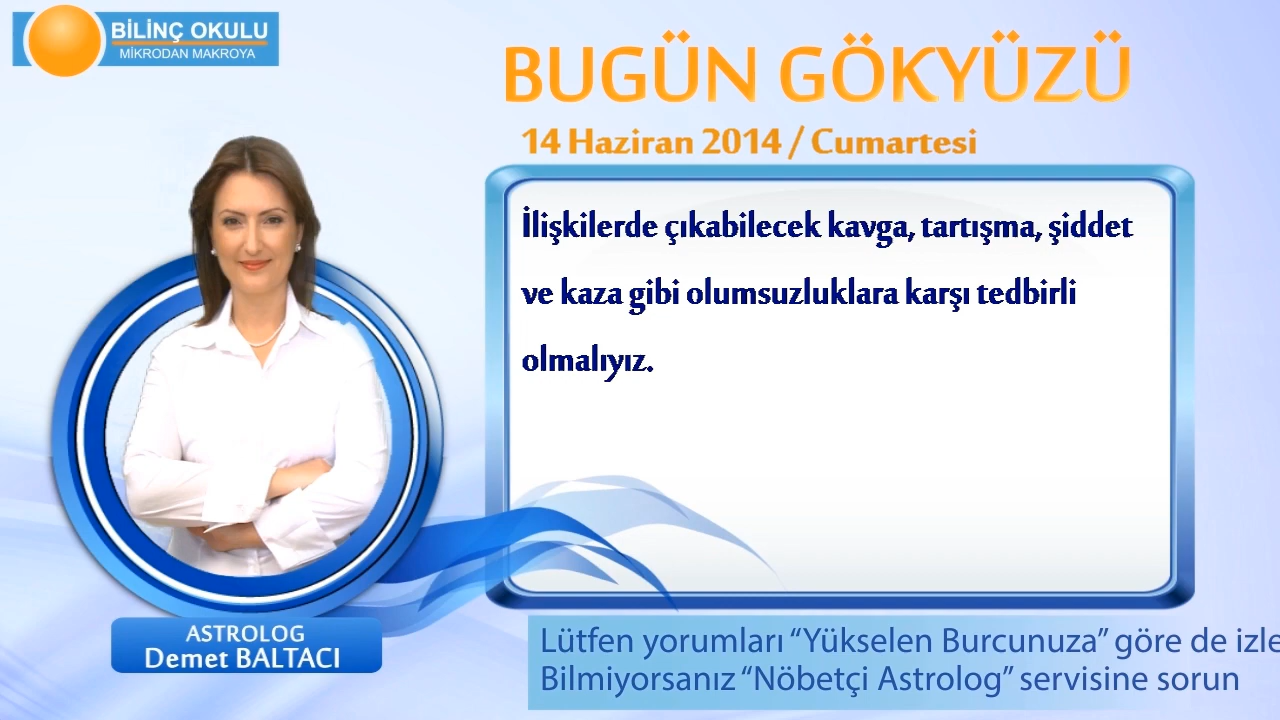 BİLİNÇ OKULU
MİKRODAN MAKROYA
BUGÜN GÖKYÜZÜ
14 Haziran 2014 / Cumartesi
İlişkilerde çıkabilecek kavga, tartışma, şiddet
ve kaza gibi olumsuzluklara karşı tedbirli
olmalıyız.
ASTROLOG
Demet BALTACI
Lütfen yorumları “Yükselen Burcunuza” göre de izle
Bilmiyorsanız “Nöbetçi Astrolog” servisine sorun